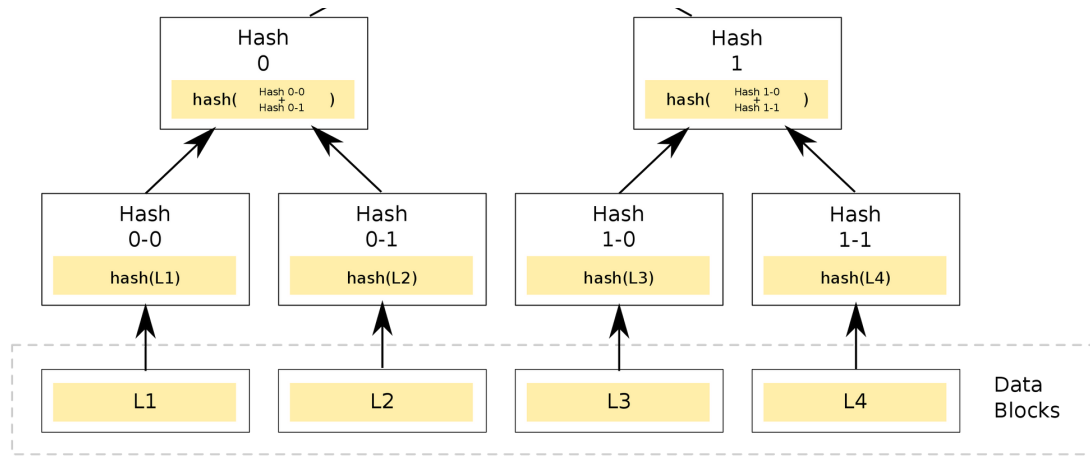 Hash
0
hash( Hash 0-0 + Hash 0-1 )
Hash
1
hash( Hash 1-0 + Hash 1-1 )
Hash
0-0
hash(L1)
Hash
0-1
hash(L2)
Hash
1-0
hash(L3)
Hash
1-1
hash(L4)
L1
L2
L3
L4
Data
Blocks